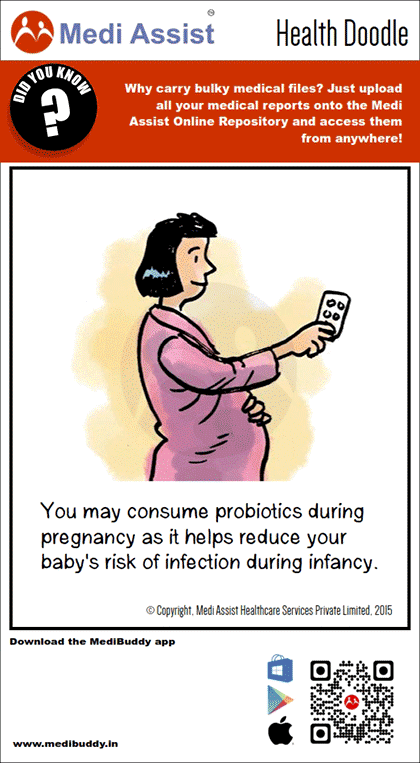 Medi Assist
Health Doodle
DID YOU KNOW
?
Why carry bulky medical files? Just upload
all your medical reports onto the Medi
Assist Online Repository and access them
from anywhere!
You may consume probiotics during
pregnancy as it helps reduce your
baby's risk of infection during infancy.
© Copyright, Medi Assist Healthcare Services Private Limited, 2015
Download the MediBuddy app
www.medibuddy.in